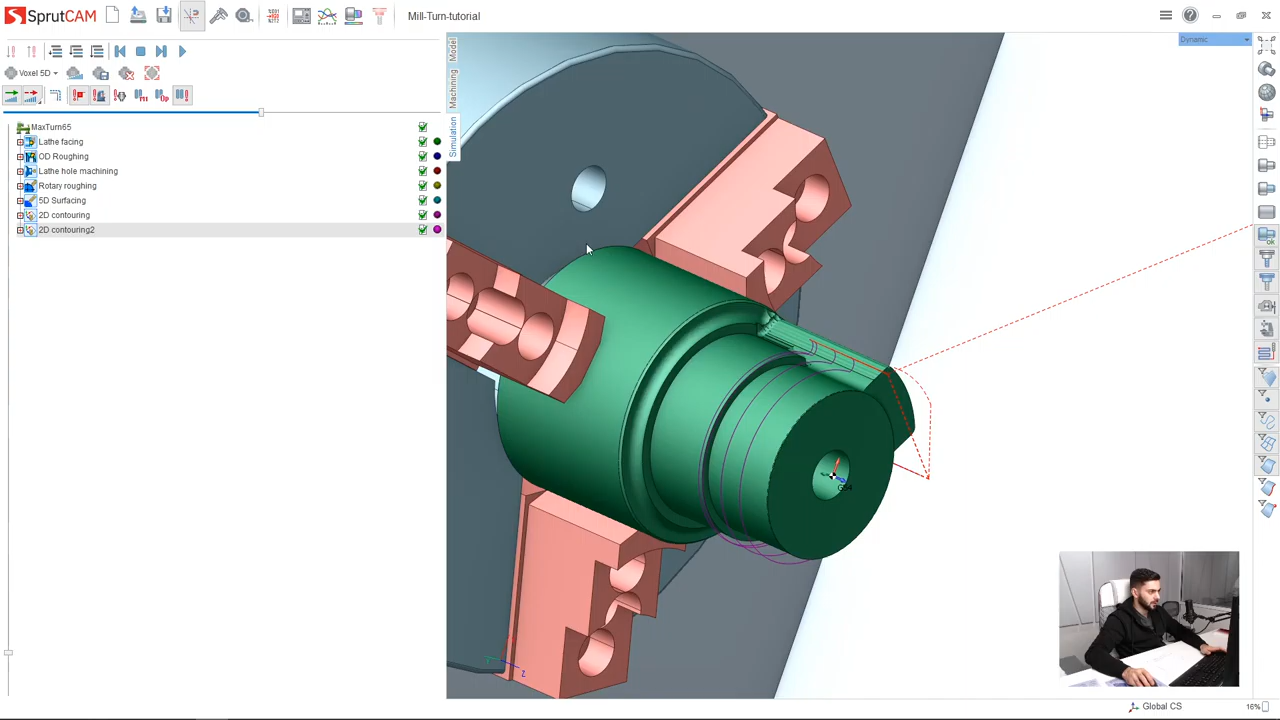 SprutCAM
Mill-Turn-tutorial
Dynamic
Voxel 5D
Model
Machining
Simulation
MaxTurn65
Lathe facing
OD Roughing
Lathe hole machining
Rotary roughing
5D Surfacing
2D contouring
2D contouring2
G54
Z
Global CS
16%